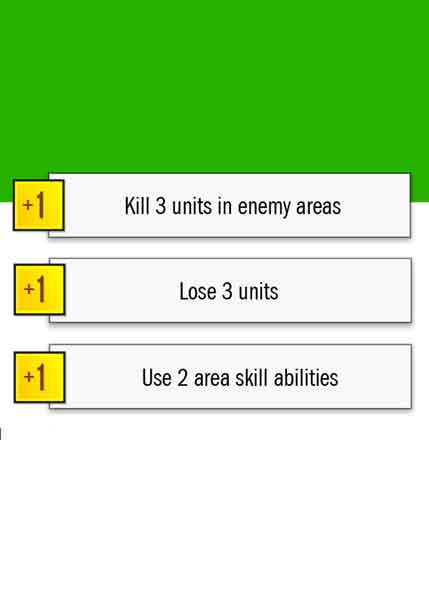 +1 Kill 3 units in enemy areas
+1 Lose 3 units
+1 Use 2 area skill abilities